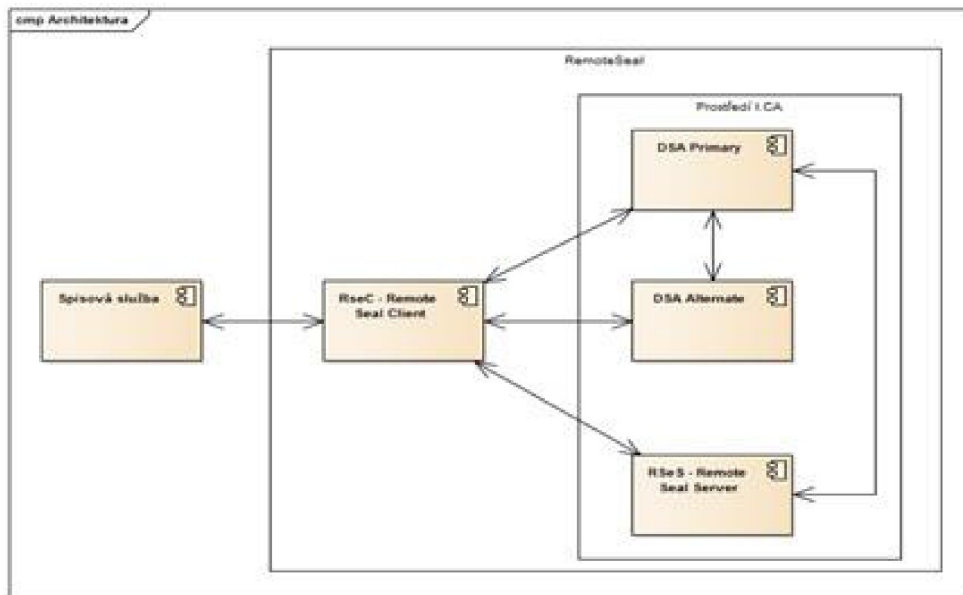 cmp Architektura
RemoteSeal
Prostředí I.CA
DSA Primary
Spisová služba
RseC - Remote
Seal Client
DSA Alternate
RSeS - Remote
Seal Server